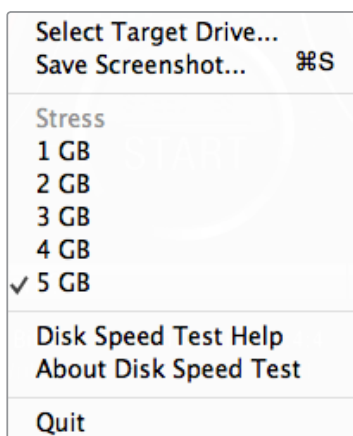 Select Target Drive...
Save Screenshot... ⌘S
Stress
1 GB
2 GB
3 GB
4 GB
✓ 5 GB
START
Disk Speed Test Help
About Disk Speed Test
Quit